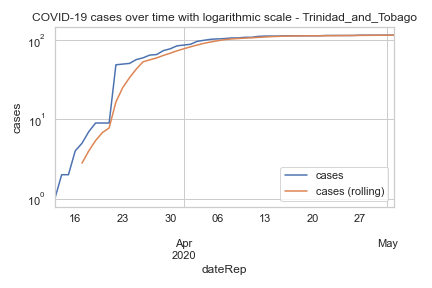 COVID-19 cases over time with logarithmic scale - Trinidad_and_Tobago
10²
10¹
10⁰
cases
cases
cases (rolling)
16 23 30 06 13 20 27
Apr May
2020
dateRep